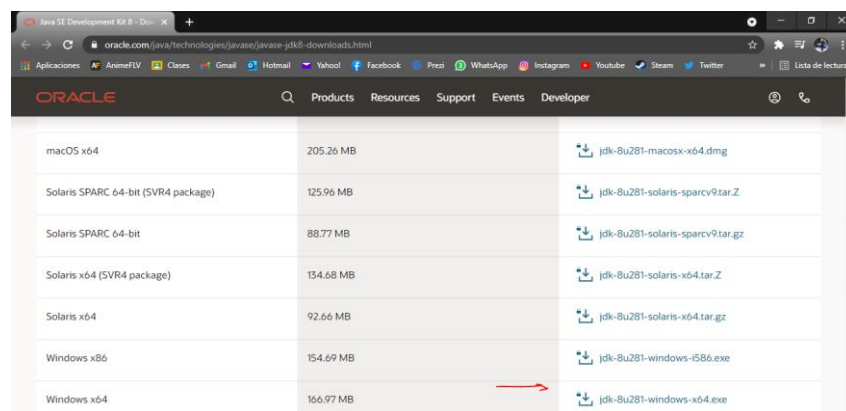 Java SE Development Kit 8 - Do
oracle.com/java/technologies/javase/javase-jdk8-downloads.html
Aplicaciones AnimeFLV Clases Gmail Hotmail Yahoo! Facebook Prezi WhatsApp Instagram Youtube Steam Twitter » Lista de lectura
ORACLE Products Resources Support Events Developer
macOS x64 205.26 MB jdk-8u281-macosx-x64.dmg
Solaris SPARC 64-bit (SVR4 package) 125.96 MB jdk-8u281-solaris-sparcv9.tar.Z
Solaris SPARC 64-bit 88.77 MB jdk-8u281-solaris-sparcv9.tar.gz
Solaris x64 (SVR4 package) 134.68 MB jdk-8u281-solaris-x64.tar.Z
Solaris x64 92.66 MB jdk-8u281-solaris-x64.tar.gz
Windows x86 154.69 MB jdk-8u281-windows-i586.exe
Windows x64 166.97 MB jdk-8u281-windows-x64.exe